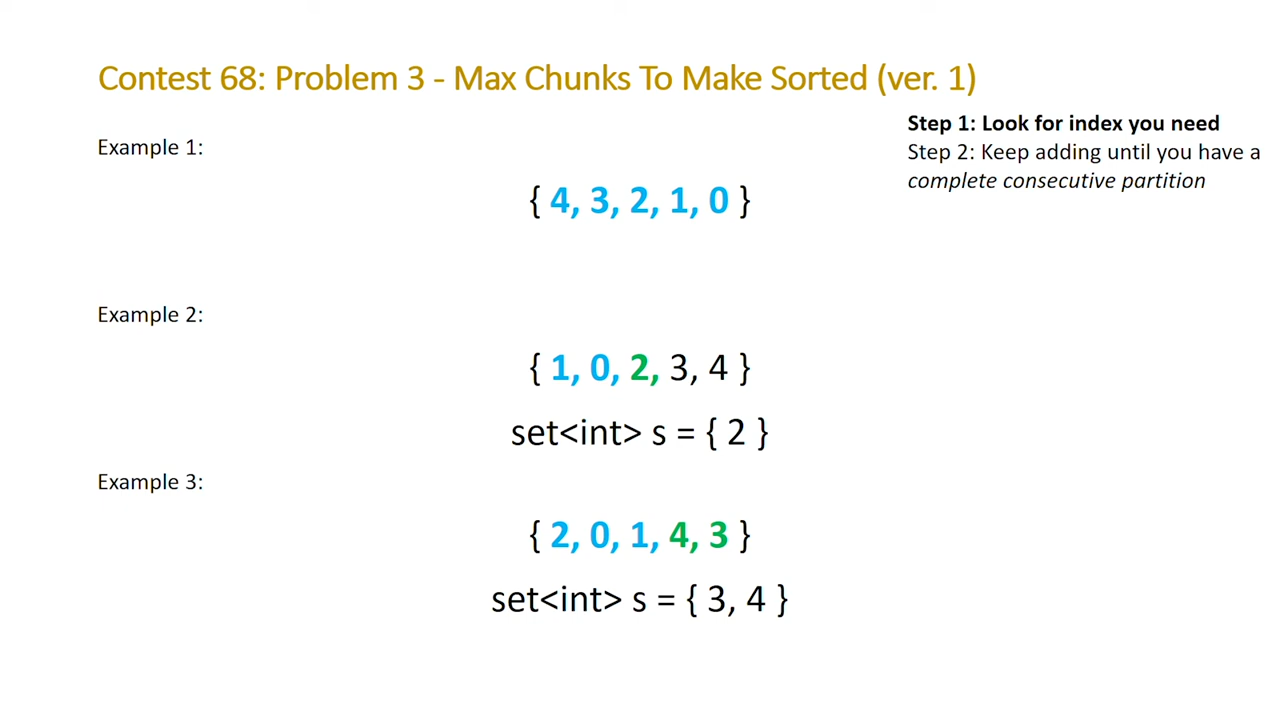 Contest 68: Problem 3 - Max Chunks To Make Sorted (ver. 1)
Step 1: Look for index you need
Step 2: Keep adding until you have a
complete consecutive partition
Example 1:
{ 4, 3, 2, 1, 0 }
Example 2:
{ 1, 0, 2, 3, 4 }
set<int> s = { 2 }
Example 3:
{ 2, 0, 1, 4, 3 }
set<int> s = { 3, 4 }